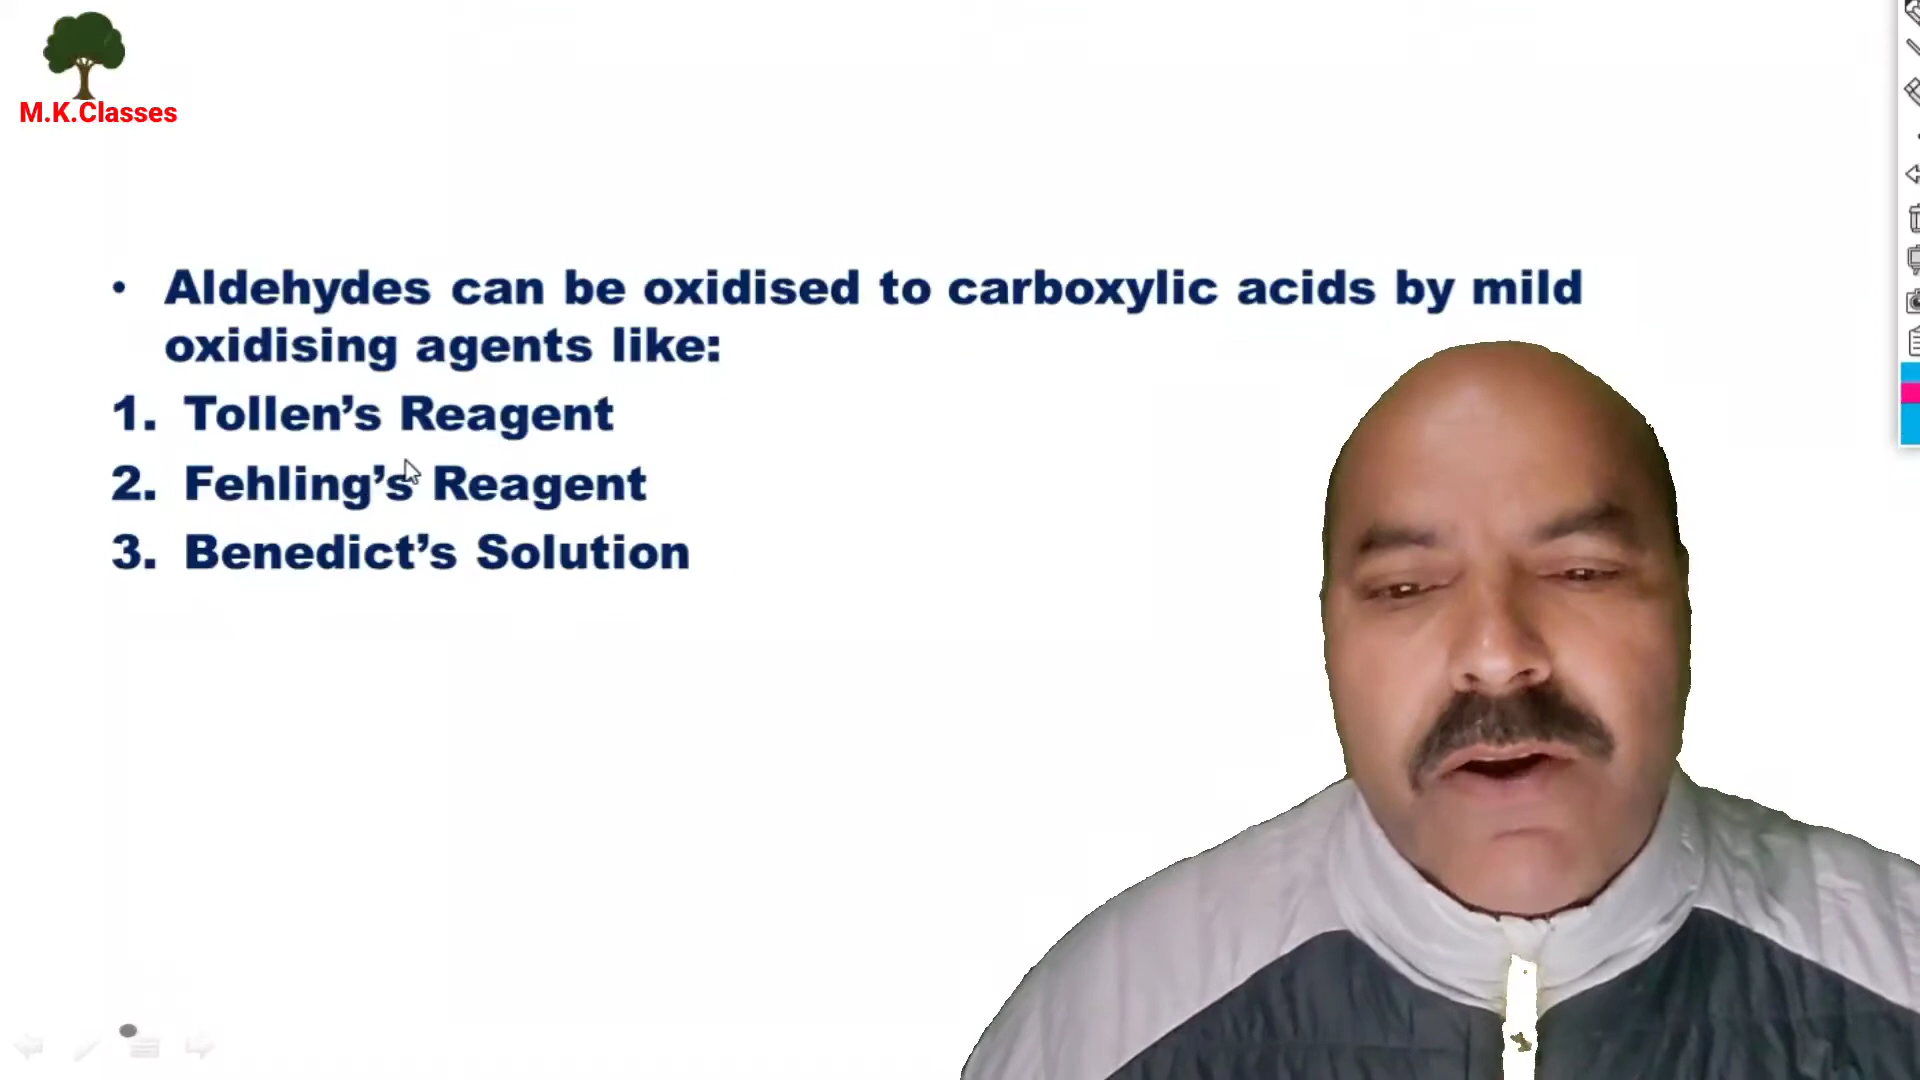 M.K.Classes
• Aldehydes can be oxidised to carboxylic acids by mild
oxidising agents like:
1. Tollen’s Reagent
2. Fehling’s Reagent
3. Benedict’s Solution